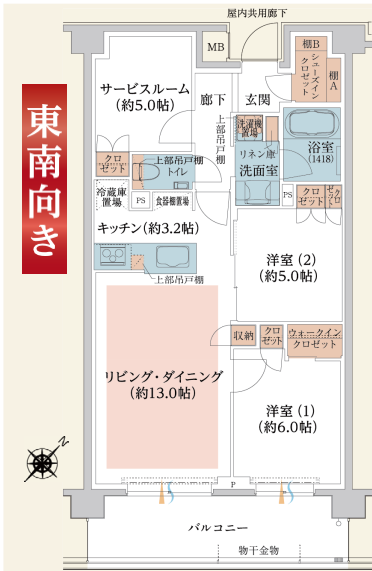 屋内共用廊下
MB
棚B
シューズイン
クロゼット
棚A
サービスルーム
(約5.0帖)
廊下
玄関
上部吊戸棚
洗濯機
置場
リネン庫
洗面室
浴室
(1418)
東南向き
クロ
ゼット
上部吊戸棚
トイレ
冷蔵庫
置場
PS
食器棚置場
PS
クロ
ゼット
キッチン(約3.2帖)
上部吊戸棚
洋室(2)
(約5.0帖)
収納
クロ
ゼット
ウォークイン
クロゼット
リビング・ダイニング
(約13.0帖)
洋室(1)
(約6.0帖)
N
P
バルコニー
物干金物